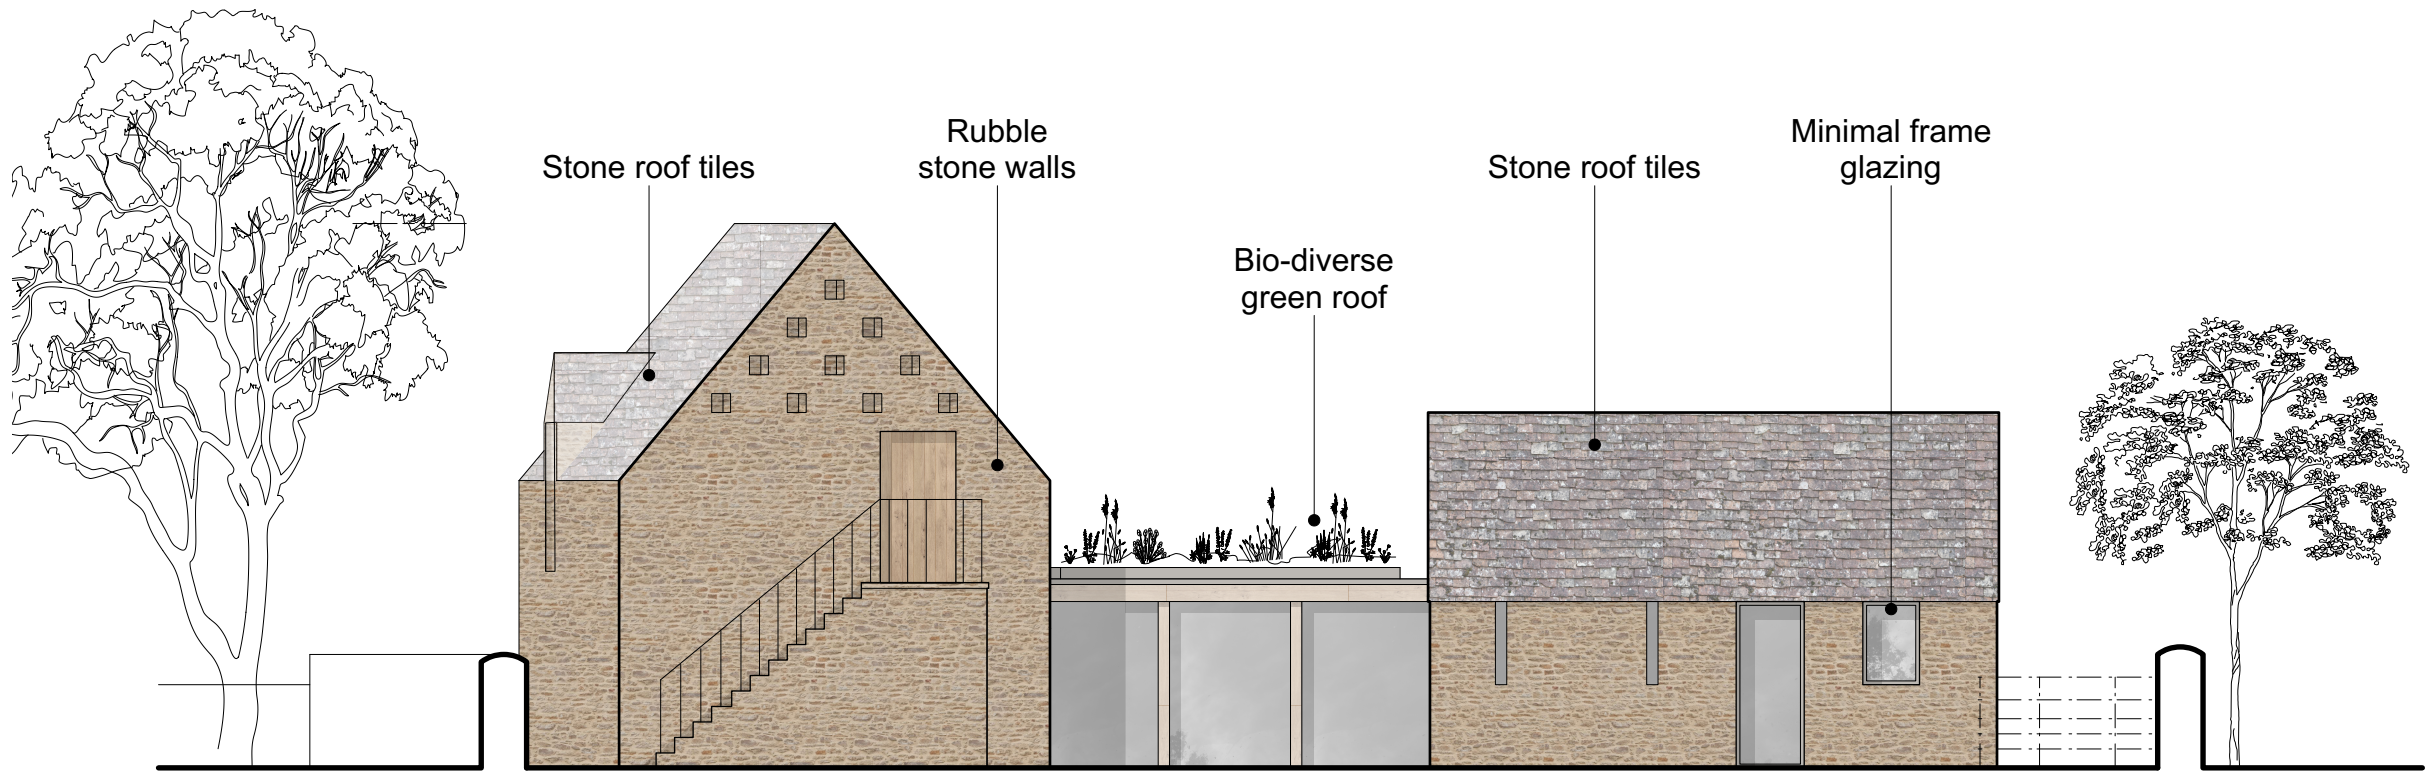 Stone roof tiles
Rubble
stone walls
Bio-diverse
green roof
Stone roof tiles
Minimal frame
glazing